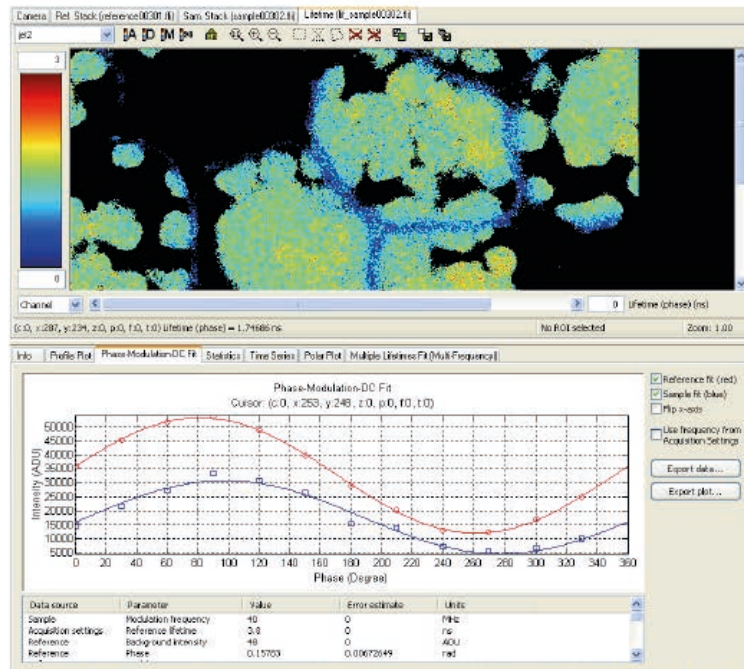 Camera Ref. Stack (reference00301.fli) Sam. Stack (sample00302.fli) Lifetime (lft_sample00302.fli)
jet2 A D M
3
0
Channel 0 Lifetime (phase) (ns)
(c:0, x:287, y:234, z:0, p:0, f:0, t:0) Lifetime (phase) = 1.74686 ns No ROI selected Zoom: 1.00
Info Profile Plot Phase-Modulation-DC Fit Statistics Time Series Polar Plot Multiple Lifetimes Fit (Multi-Frequency)
Phase-Modulation-DC Fit
Cursor: (c:0, x:253, y:248, z:0, p:0, f:0, t:0)
Reference fit (red)
Sample fit (blue)
Flip x-axis
Use frequency from
Acquisition Settings
Export data...
Export plot...
Intensity (ADU)
50000
45000
40000
35000
30000
25000
20000
15000
10000
5000
0 20 40 60 80 100 120 140 160 180 200 220 240 260 280 300 320 340 360
Phase (Degree)
Data source Parameter Value Error estimate Units
Sample Modulation frequency 40 0 MHz
Acquisition settings Reference lifetime 3.8 0 ns
Reference Background intensity 48 0 ADU
Reference Phase 0.15783 0.00672649 rad